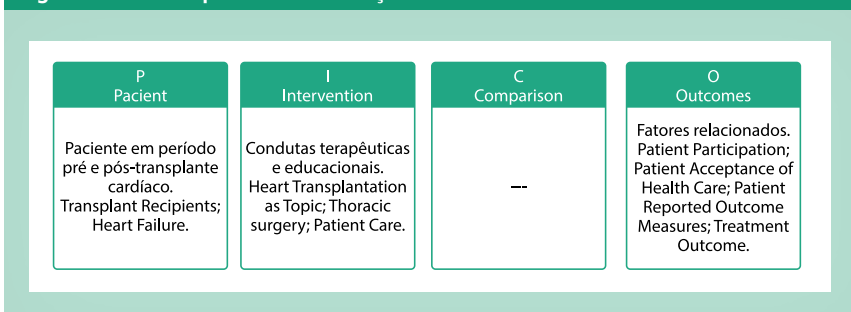 P
Pacient
Paciente em período
pré e pós-transplante
cardíaco.
Transplant Recipients;
Heart Failure.
I
Intervention
Condutas terapêuticas
e educacionais.
Heart Transplantation
as Topic; Thoracic
surgery; Patient Care.
C
Comparison
---
O
Outcomes
Fatores relacionados.
Patient Participation;
Patient Acceptance of
Health Care; Patient
Reported Outcome
Measures; Treatment
Outcome.